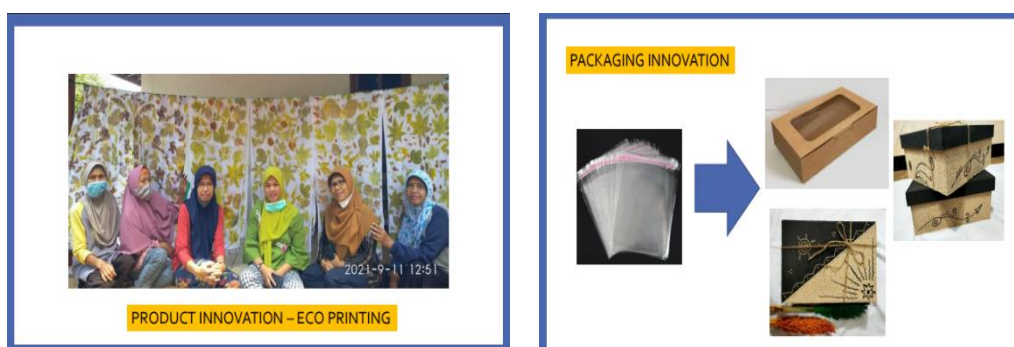 2021-9-11 12:51
PRODUCT INNOVATION – ECO PRINTING
PACKAGING INNOVATION